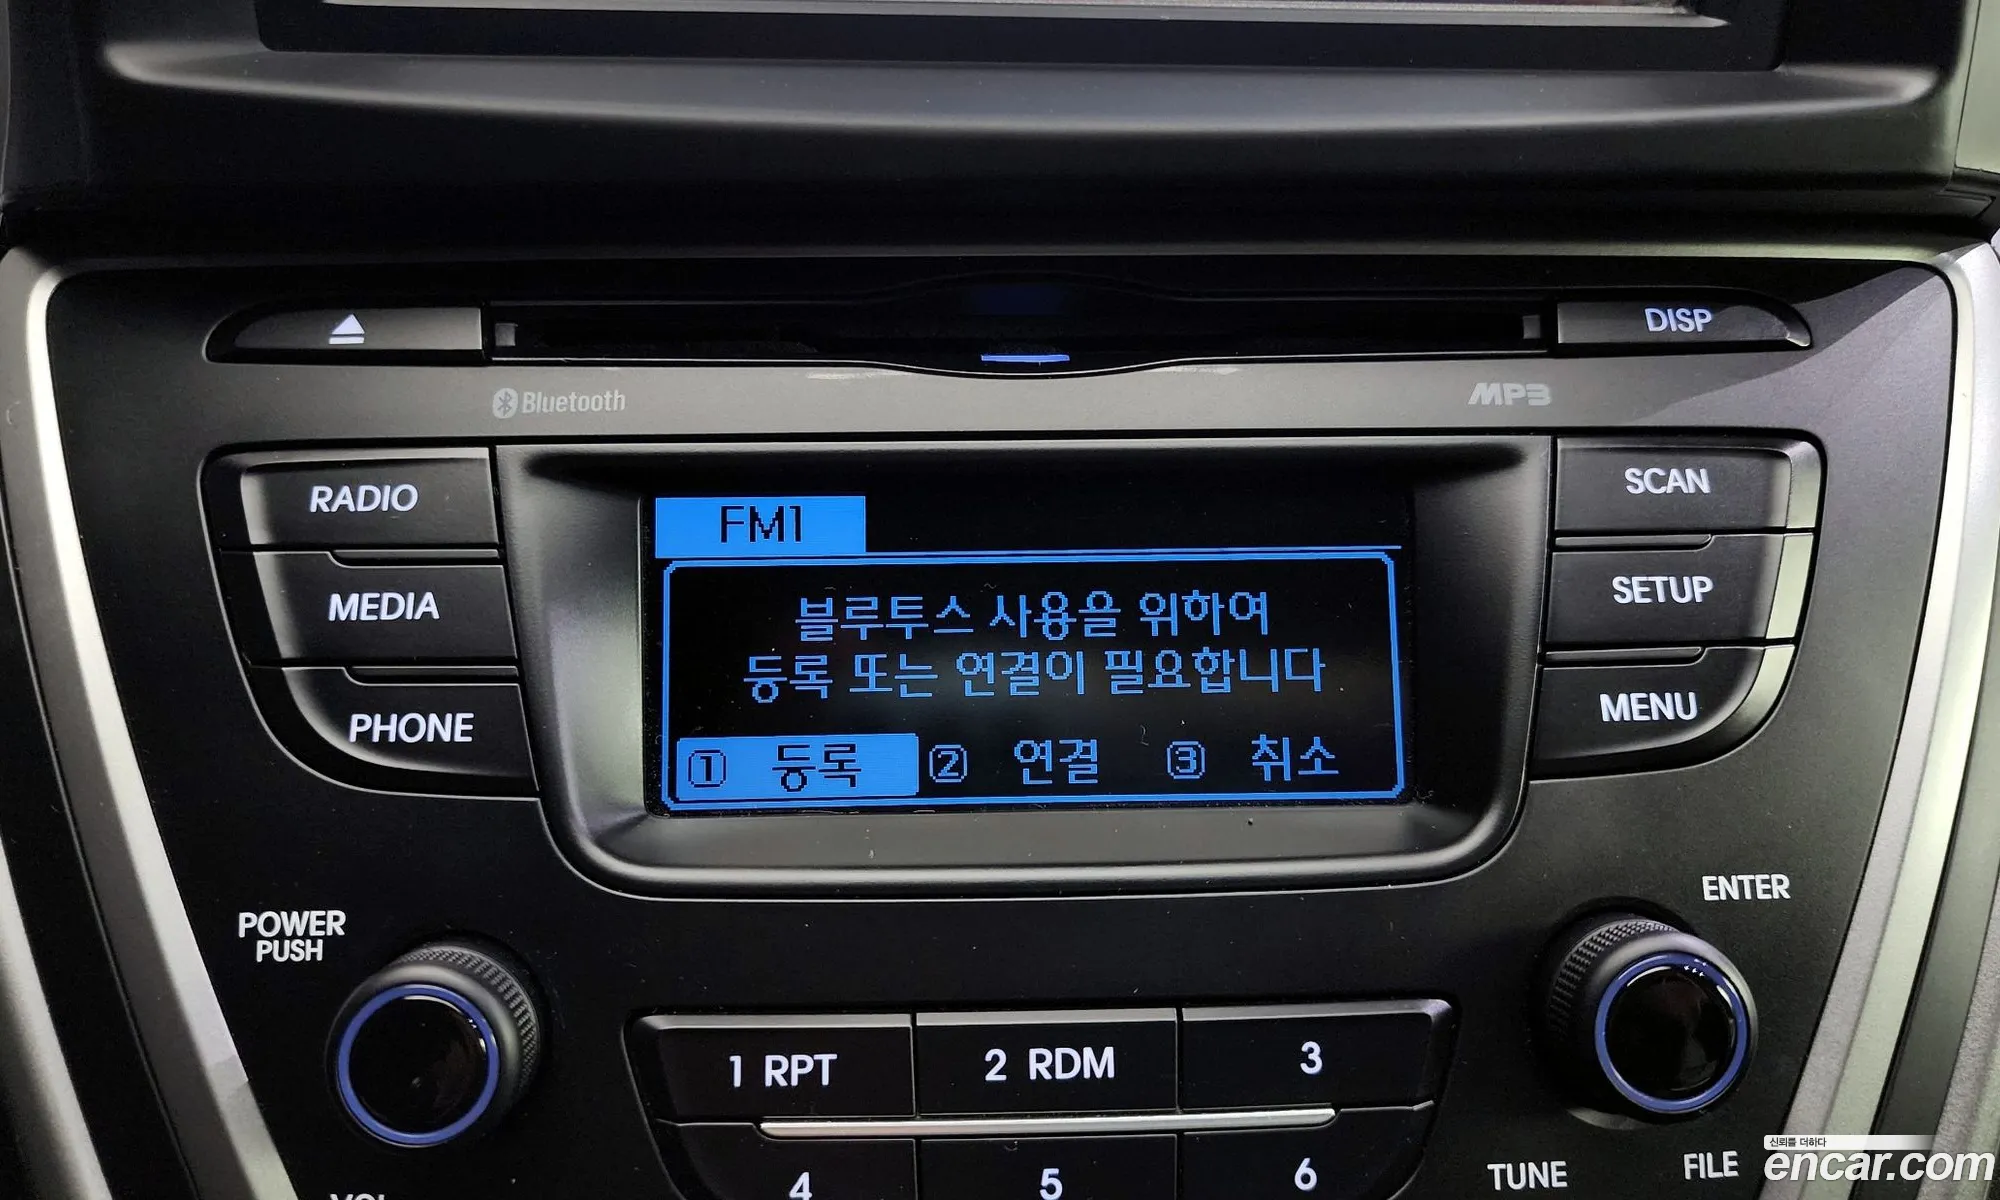 DISP
Bluetooth
MP3
RADIO
SCAN
FM1
MEDIA
SETUP
블루투스 사용을 위하여
등록 또는 연결이 필요합니다
PHONE
MENU
① 등록 ② 연결 ③ 취소
ENTER
POWER
PUSH
1 RPT
2 RDM
3
4
5
6
TUNE
FILE
신뢰를 더하다
encar.com